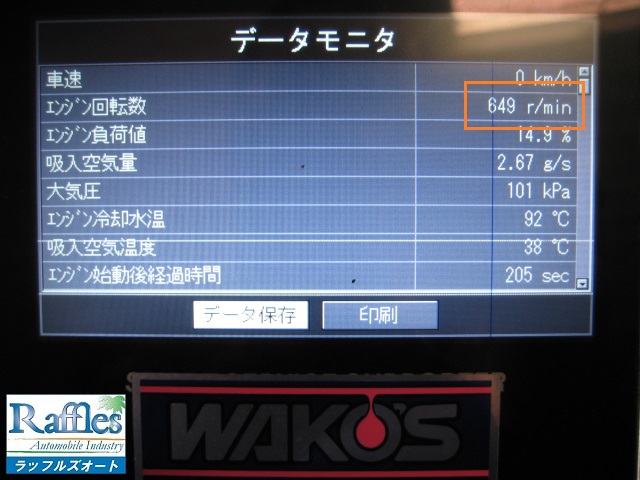 データモニタ
車速 0 km/h
エンジン回転数 649 r/min
エンジン負荷値 14.9 %
吸入空気量 2.67 g/s
大気圧 101 kPa
エンジン冷却水温 92 ℃
吸入空気温度 38 ℃
エンジン始動後経過時間 205 sec
データ保存 印刷
WAKO'S
Raffles
Automobile Industry
ラッフルズオート